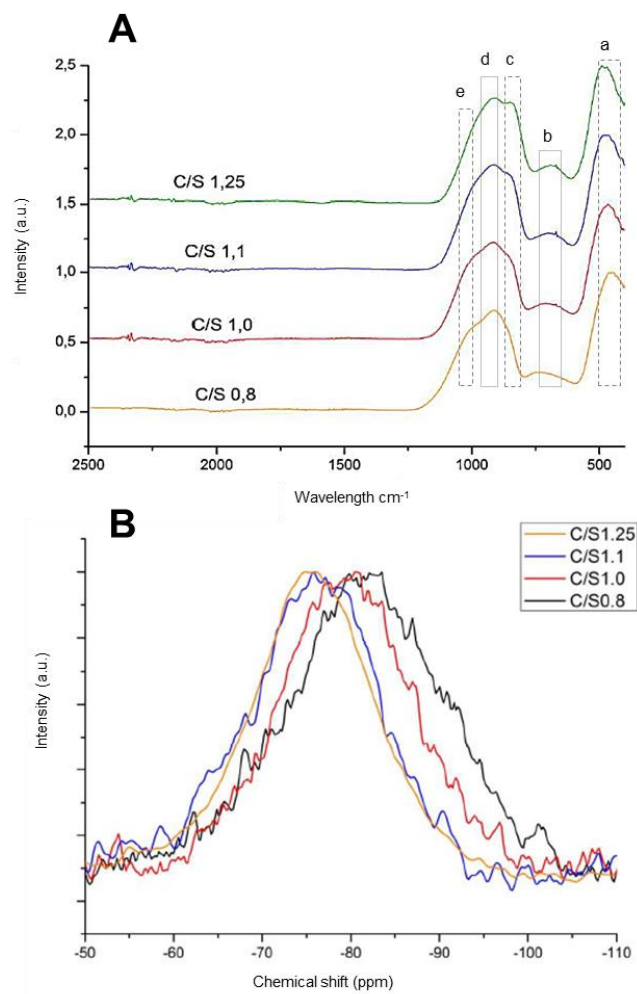 A
a
d
c
e
b
2,5
2,0
1,5
1,0
0,5
0,0
Intensity (a.u.)
C/S 1,25
C/S 1,1
C/S 1,0
C/S 0,8
2500
2000
1500
1000
500
Wavelength cm⁻¹
B
C/S1.25
C/S1.1
C/S1.0
C/S0.8
Intensity (a.u.)
-50
-60
-70
-80
-90
-100
-110
Chemical shift (ppm)